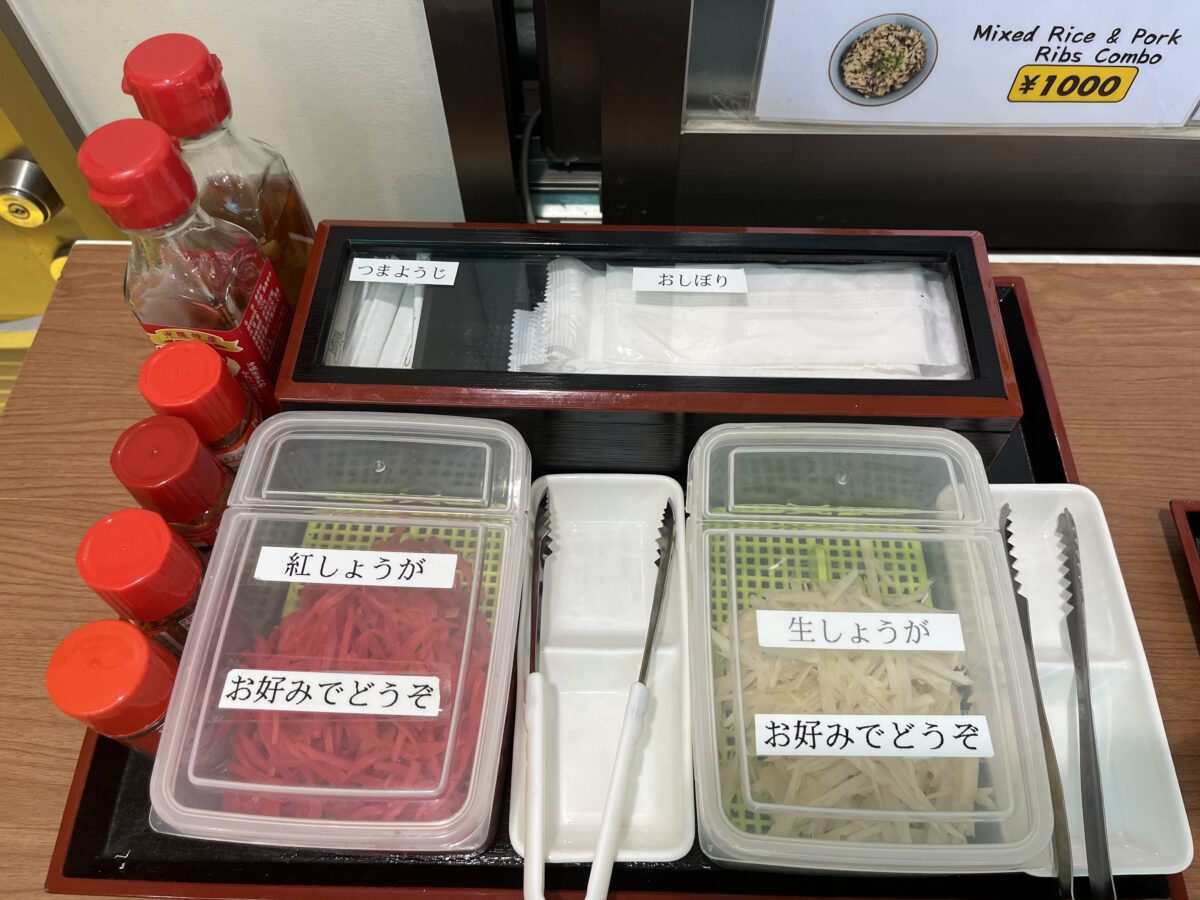 Mixed Rice & Pork
Ribs Combo
¥1000
つまようじ
おしぼり
紅しょうが
お好みでどうぞ
生しょうが
お好みでどうぞ